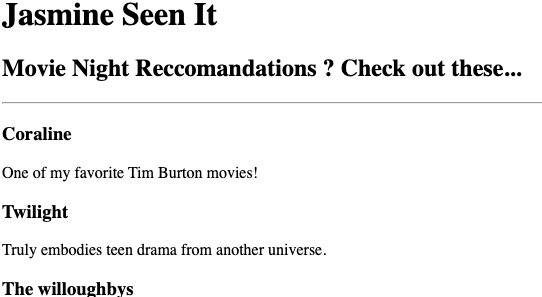 Jasmine Seen It
Movie Night Reccomandations ? Check out these...
Coraline
One of my favorite Tim Burton movies!
Twilight
Truly embodies teen drama from another universe.
The willoughbys